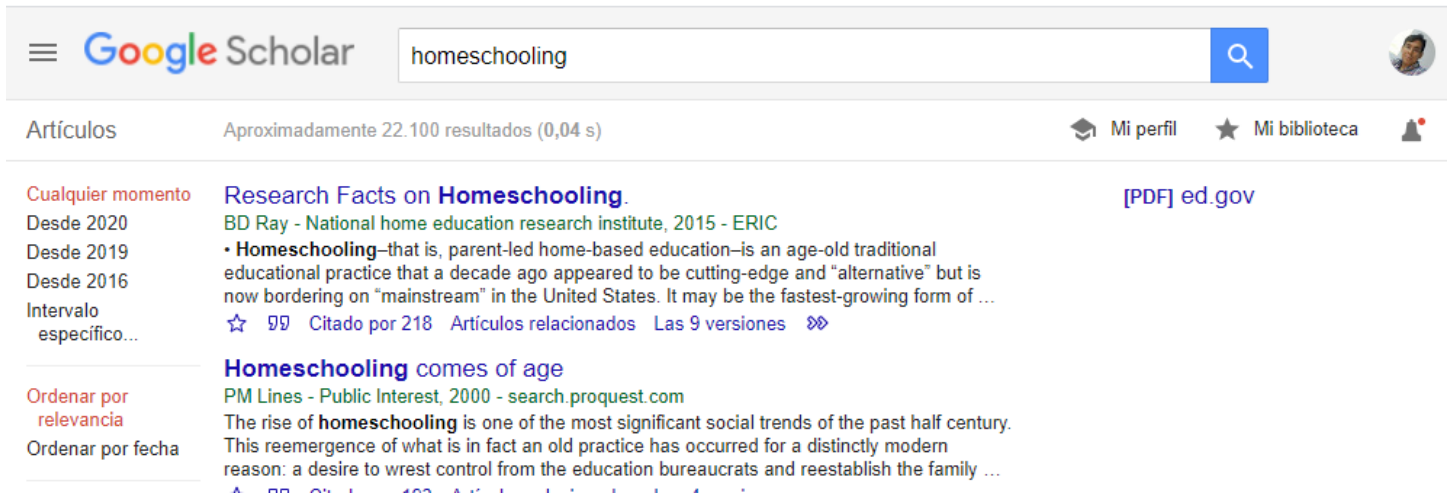 Google Scholar
homeschooling
Artículos
Aproximadamente 22.100 resultados (0,04 s)
Mi perfil
Mi biblioteca
Cualquier momento
Desde 2020
Desde 2019
Desde 2016
Intervalo
específico...
Ordenar por
relevancia
Ordenar por fecha
Research Facts on Homeschooling.
BD Ray - National home education research institute, 2015 - ERIC
• Homeschooling–that is, parent-led home-based education–is an age-old traditional
educational practice that a decade ago appeared to be cutting-edge and “alternative” but is
now bordering on “mainstream” in the United States. It may be the fastest-growing form of …
Citado por 218 Artículos relacionados Las 9 versiones
[PDF] ed.gov
Homeschooling comes of age
PM Lines - Public Interest, 2000 - search.proquest.com
The rise of homeschooling is one of the most significant social trends of the past half century.
This reemergence of what is in fact an old practice has occurred for a distinctly modern
reason: a desire to wrest control from the education bureaucrats and reestablish the family …